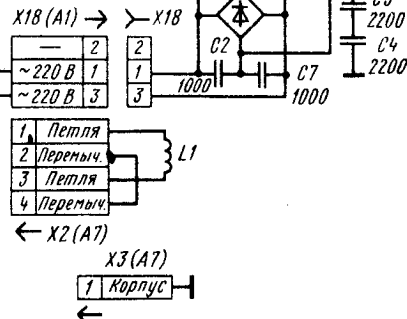 X18 (A1) → X18
— 2 2
~220 В 1 1
~220 В 3 3
C2
1000
C7
1000
2200
C4
2200
1 Петля
2 Перемыч.
3 Петля
4 Перемыч.
L1
← X2 (A7)
X3 (A7)
1 Корпус
←